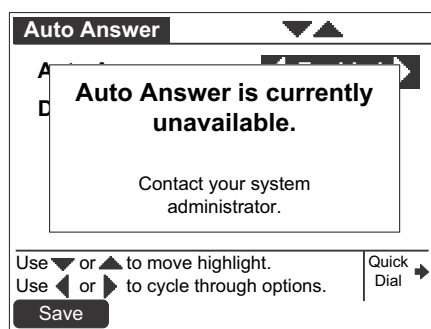 Auto Answer
Auto Answer is currently
unavailable.
Contact your system
administrator.
Use ▼ or ▲ to move highlight.
Use ◀ or ▶ to cycle through options.
Quick
Dial
Save